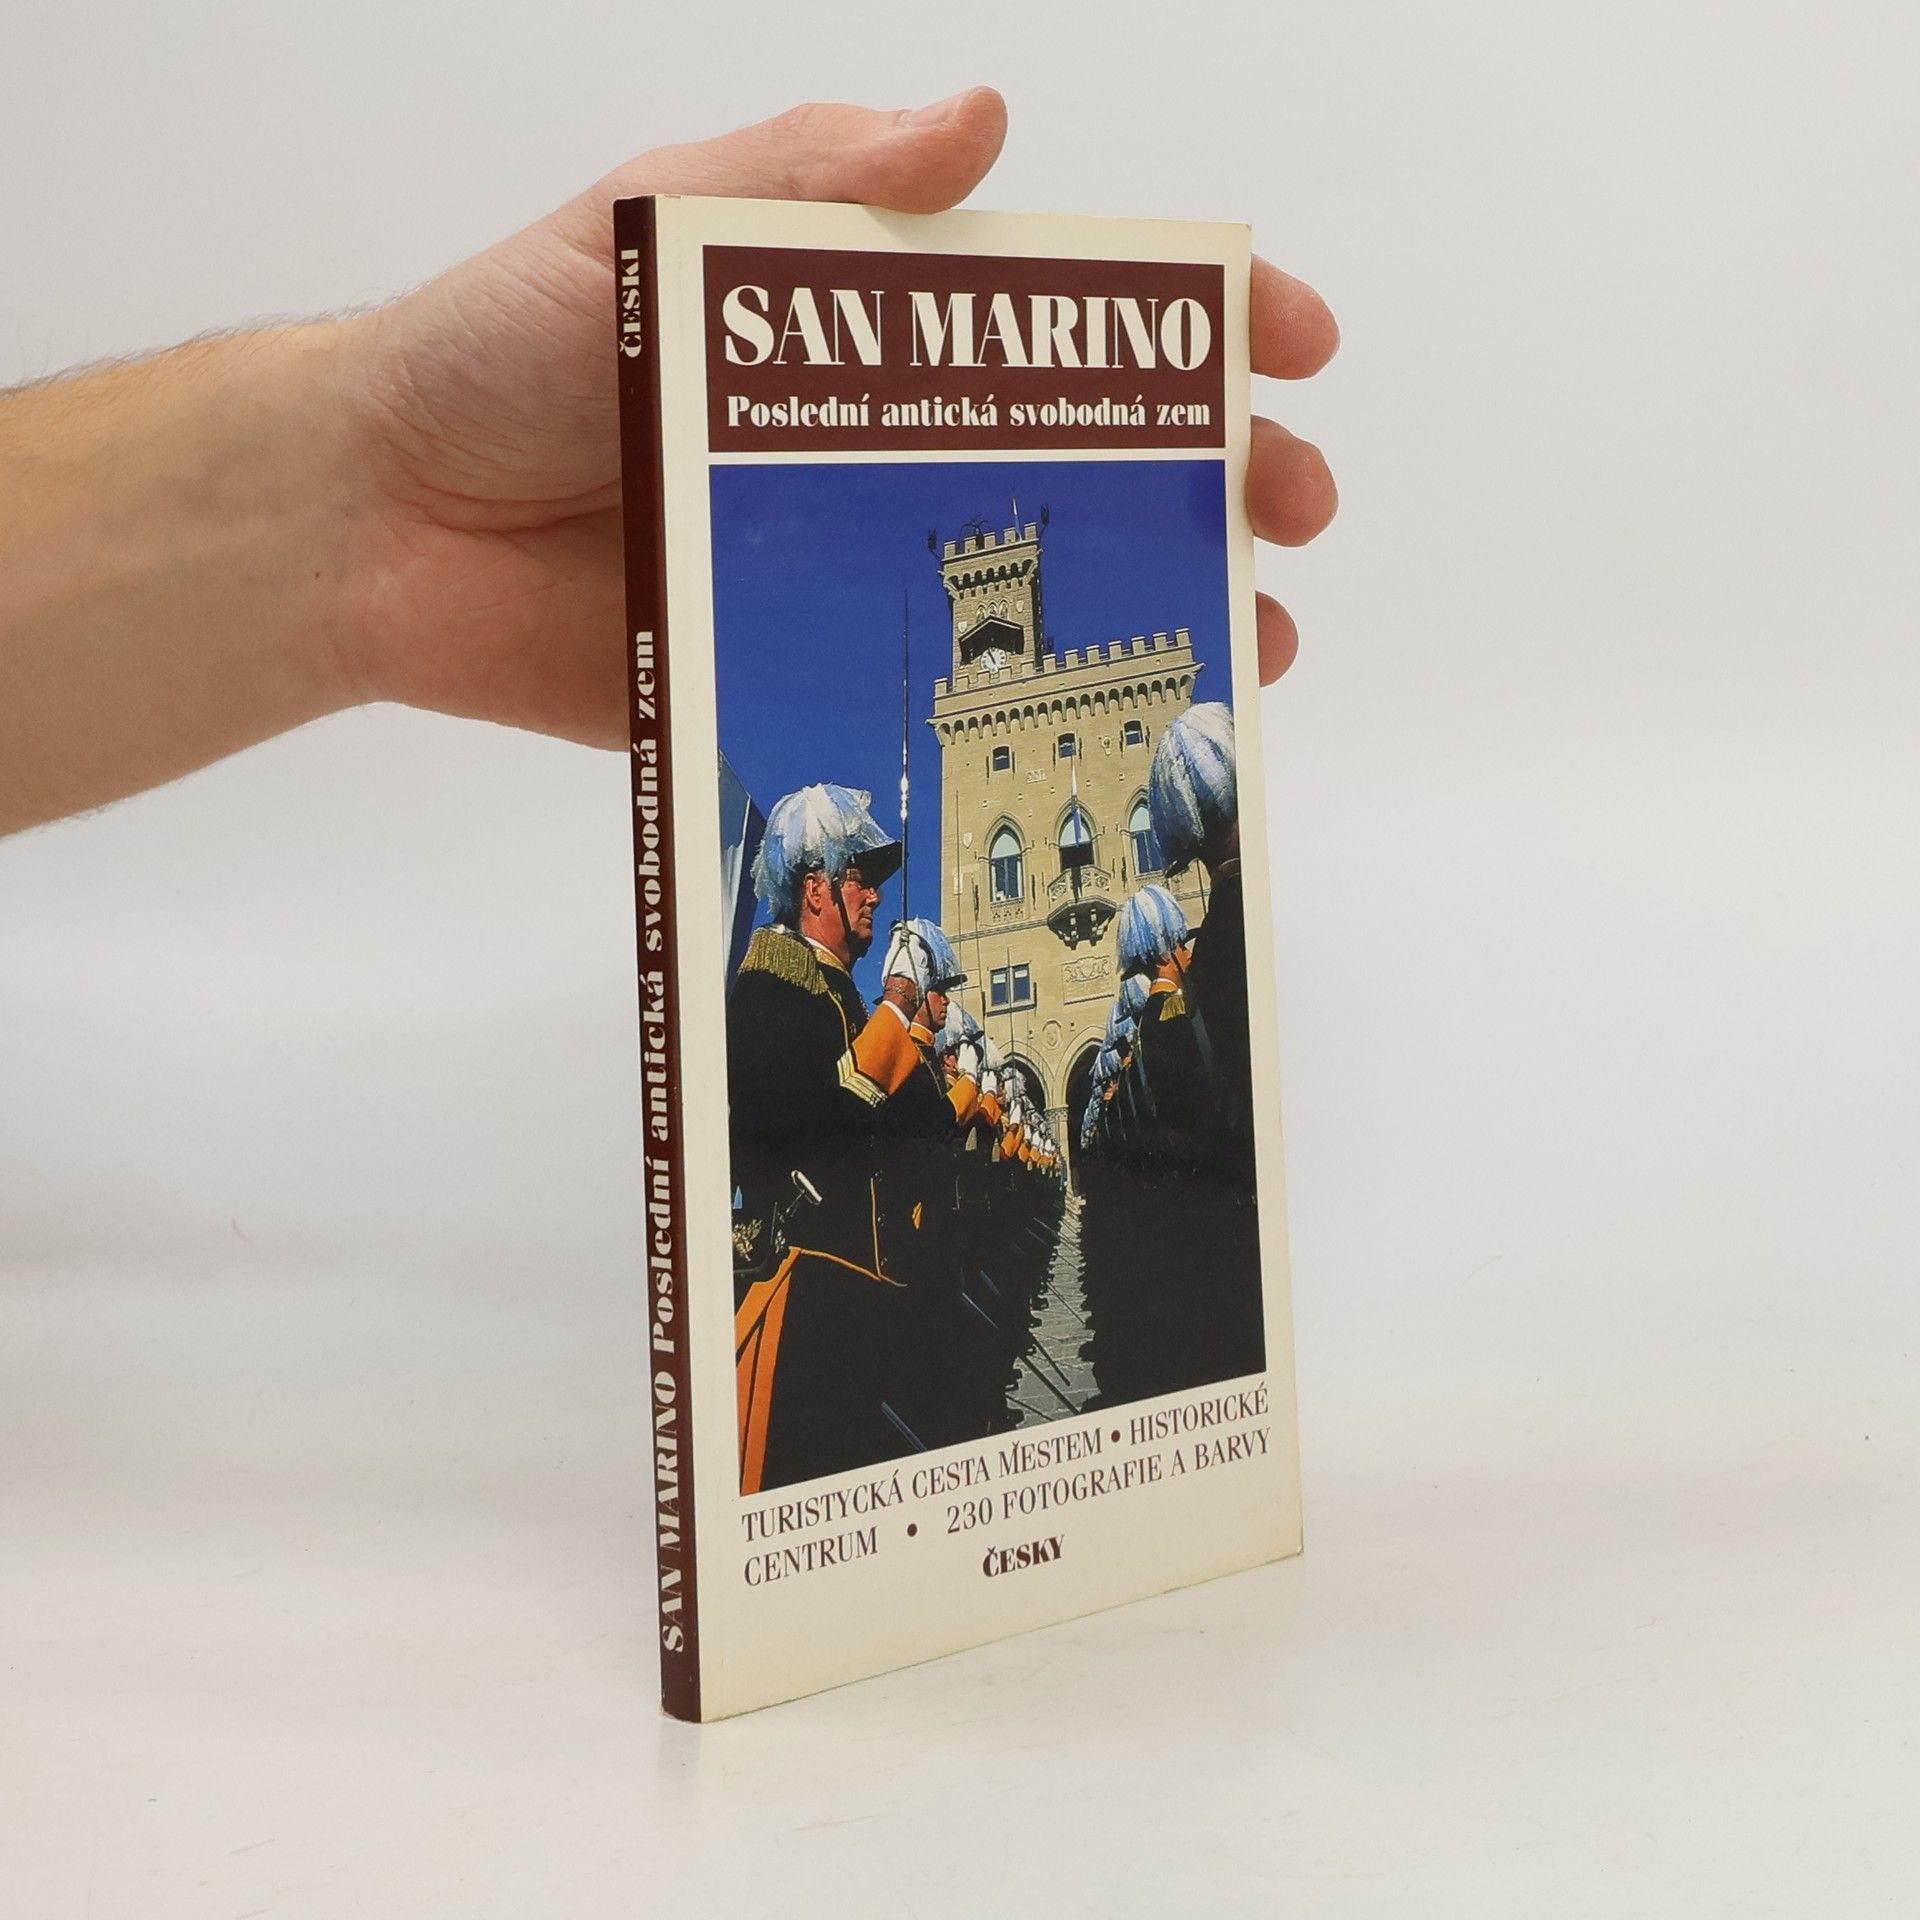 SAN MARINO
Poslední antická svobodná zem
TURISTYCKÁ CESTA MĚSTEM • HISTORICKÉ
CENTRUM • 230 FOTOGRAFIE A BARVY
ČESKY
SAN MARINO Poslední antická svobodná zem ČESKI